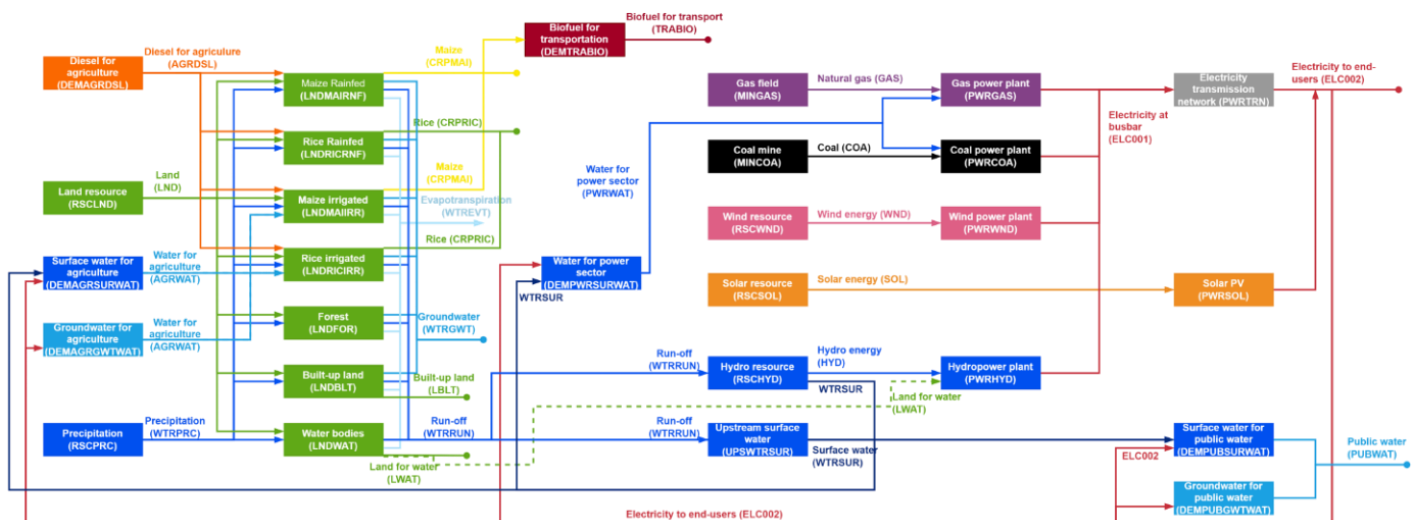 Biofuel for transport
(TRABIO)
Biofuel for
transportation
(DEMTRABIO)
Diesel for agriculure
(AGRDSL)
Diesel for
agriculture
(DEMAGRDSL)
Maize
(CRPMAI)
Maize Rainfed
(LNDMAIRNF)
Rice (CRPRIC)
Rice Rainfed
(LNDRICRNF)
Maize
(CRPMAI)
Land
(LND)
Land resource
(RSCLND)
Maize irrigated
(LNDMAIIRR)
Evapotranspiration
(WTREVT)
Rice (CRPRIC)
Rice irrigated
(LNDRICIRR)
Water for
agriculture
(AGRWAT)
Surface water for
agriculture
(DEMAGRSURWAT)
Water for power
sector
(DEMPWRSURWAT)
WTRSUR
Forest
(LNDFOR)
Groundwater
(WTRGWT)
Water for
agriculture
(AGRWAT)
Groundwater for
agriculture
(DEMAGRGWTWAT)
Built-up land
(LNDBLT)
Built-up land
(LBLT)
Precipitation
(WTRPRC)
Precipitation
(RSCPRC)
Water bodies
(LNDWAT)
Run-off
(WTRRUN)
Land for water
(LWAT)
Gas field
(MINGAS)
Natural gas (GAS)
Gas power plant
(PWRGAS)
Electricity
transmission
network (PWRTRN)
Electricity to end-
users (ELC002)
Electricity at
busbar
(ELC001)
Coal mine
(MINCOA)
Coal (COA)
Coal power plant
(PWRCOA)
Water for
power sector
(PWRWAT)
Wind resource
(RSCWND)
Wind energy (WND)
Wind power plant
(PWRWND)
Solar resource
(RSCSOL)
Solar energy (SOL)
Solar PV
(PWRSOL)
Run-off
(WTRRUN)
Hydro resource
(RSCHYD)
Hydro energy
(HYD)
WTRSUR
Hydropower plant
(PWRHYD)
Land for water
(LWAT)
Run-off
(WTRRUN)
Upstream surface
water
(UPSWTRSUR)
Surface water
(WTRSUR)
Surface water for
public water
(DEMPUBSURWAT)
ELC002
Public water
(PUBWAT)
Groundwater for
public water
(DEMPUBGWTWAT)
Electricity to end-users (ELC002)